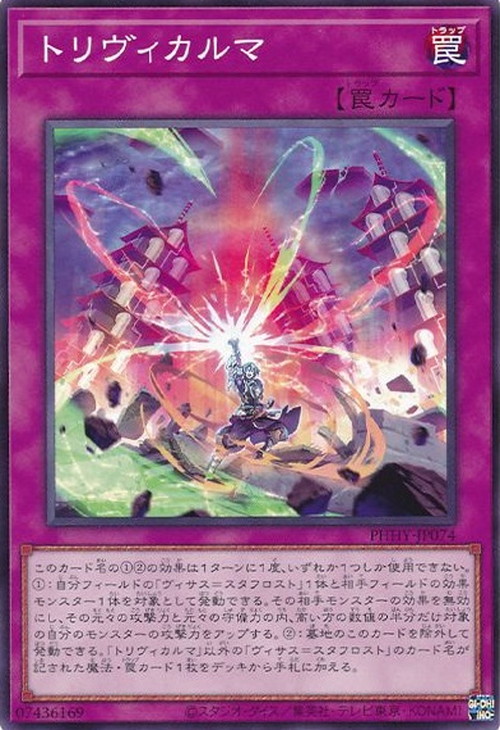 トリヴィカルマ
トラップ
罠
【罠カード】
PHHY-JP074
このカード名の①②の効果は1ターンに1度、いずれか1つしか使用できない。
①：自分フィールドの「ヴィサス＝スタフロスト」1体と相手フィールドの効果
モンスター1体を対象として発動できる。その相手モンスターの効果を無効
にし、その元々の攻撃力と元々の守備力の内、高い方の数値の半分だけ対象
の自分のモンスターの攻撃力をアップする。②：墓地のこのカードを除外して
発動できる。「トリヴィカルマ」以外の「ヴィサス＝スタフロスト」のカード名が
記された魔法・罠カード1枚をデッキから手札に加える。
07436169
©スタジオ・ダイス／集英社・テレビ東京・KONAMI